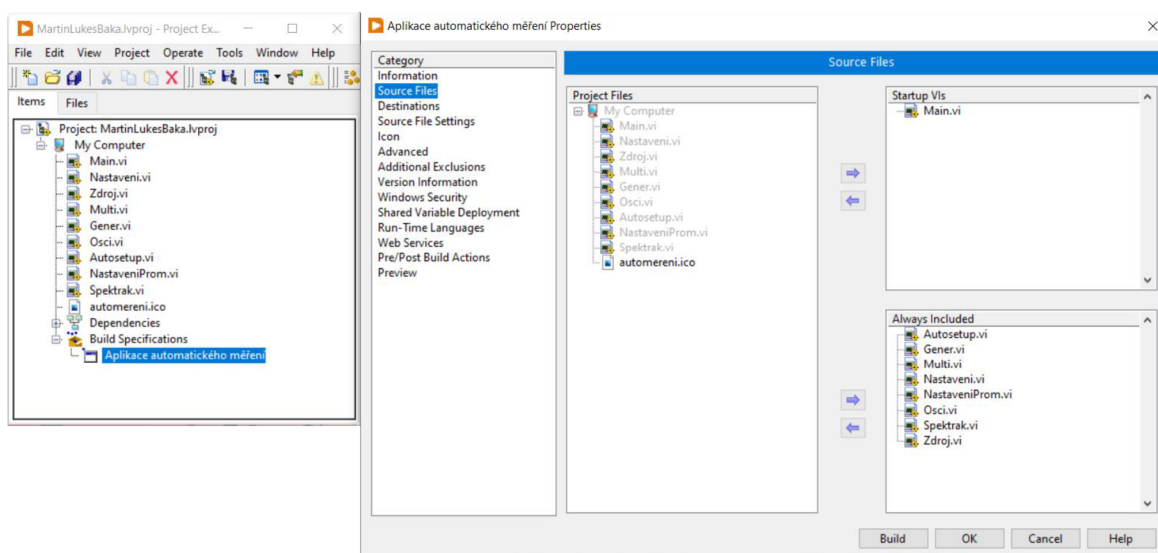 MartinLukesBaka.lvproj - Project Ex...
File Edit View Project Operate Tools Window Help
Items Files
Project: MartinLukesBaka.lvproj
My Computer
Main.vi
Nastaveni.vi
Zdroj.vi
Multi.vi
Gener.vi
Osci.vi
Autosetup.vi
NastaveniProm.vi
Spektrak.vi
automereni.ico
Dependencies
Build Specifications
Aplikace automatického měření
Aplikace automatického měření Properties
Category
Information
Source Files
Destinations
Source File Settings
Icon
Advanced
Additional Exclusions
Version Information
Windows Security
Shared Variable Deployment
Run-Time Languages
Web Services
Pre/Post Build Actions
Preview
Source Files
Project Files
My Computer
Main.vi
Nastaveni.vi
Zdroj.vi
Multi.vi
Gener.vi
Osci.vi
Autosetup.vi
NastaveniProm.vi
Spektrak.vi
automereni.ico
Startup VIs
Main.vi
Always Included
Autosetup.vi
Gener.vi
Multi.vi
Nastaveni.vi
NastaveniProm.vi
Osci.vi
Spektrak.vi
Zdroj.vi
Build OK Cancel Help